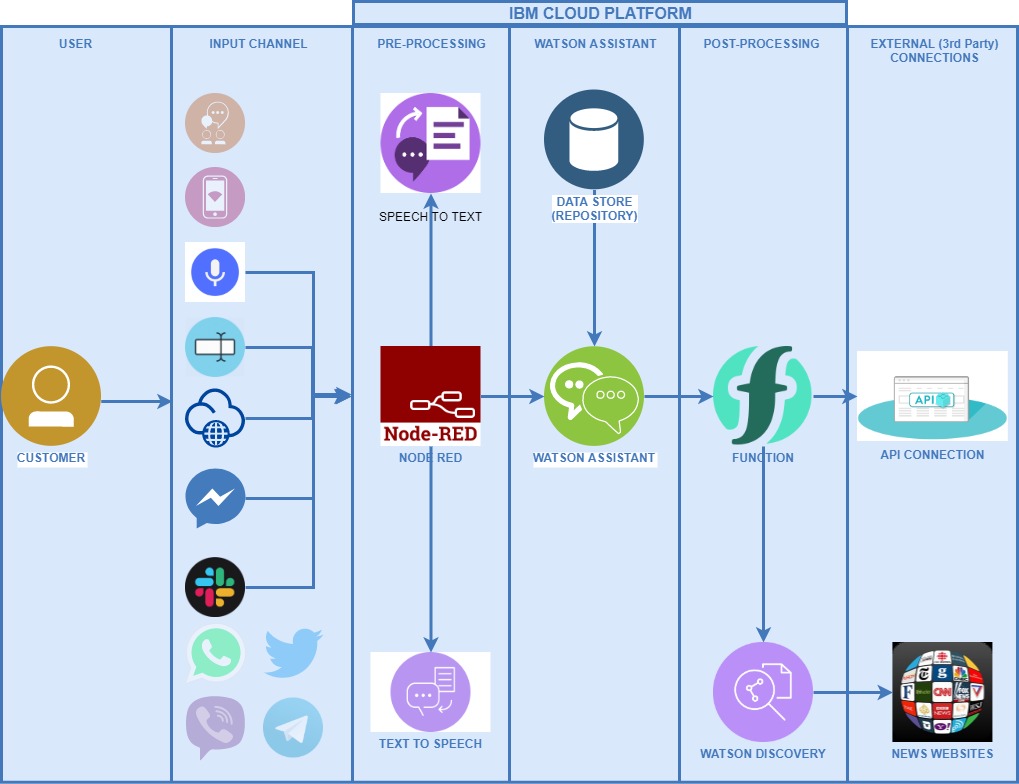 IBM CLOUD PLATFORM
USER
INPUT CHANNEL
PRE-PROCESSING
WATSON ASSISTANT
POST-PROCESSING
EXTERNAL (3rd Party)
CONNECTIONS
SPEECH TO TEXT
DATA STORE
(REPOSITORY)
CUSTOMER
Node-RED
NODE RED
WATSON ASSISTANT
FUNCTION
API
API CONNECTION
TEXT TO SPEECH
WATSON DISCOVERY
CNN
NEWS WEBSITES